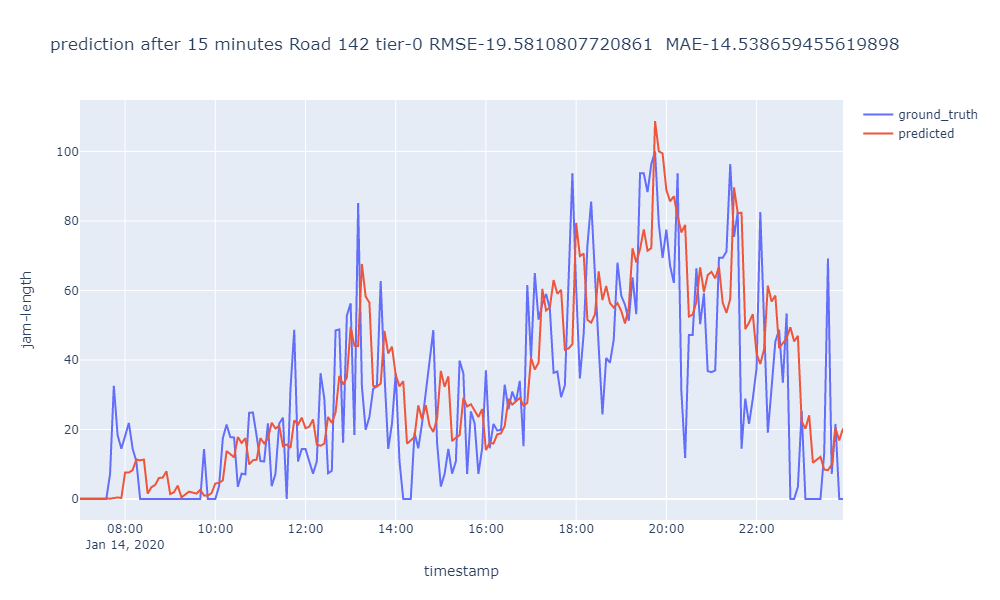 prediction after 15 minutes Road 142 tier-0 RMSE-19.5810807720861  MAE-14.538659455619898
ground_truth
predicted
100
80
60
40
20
0
jam-length
08:00 10:00 12:00 14:00 16:00 18:00 20:00 22:00
Jan 14, 2020
timestamp